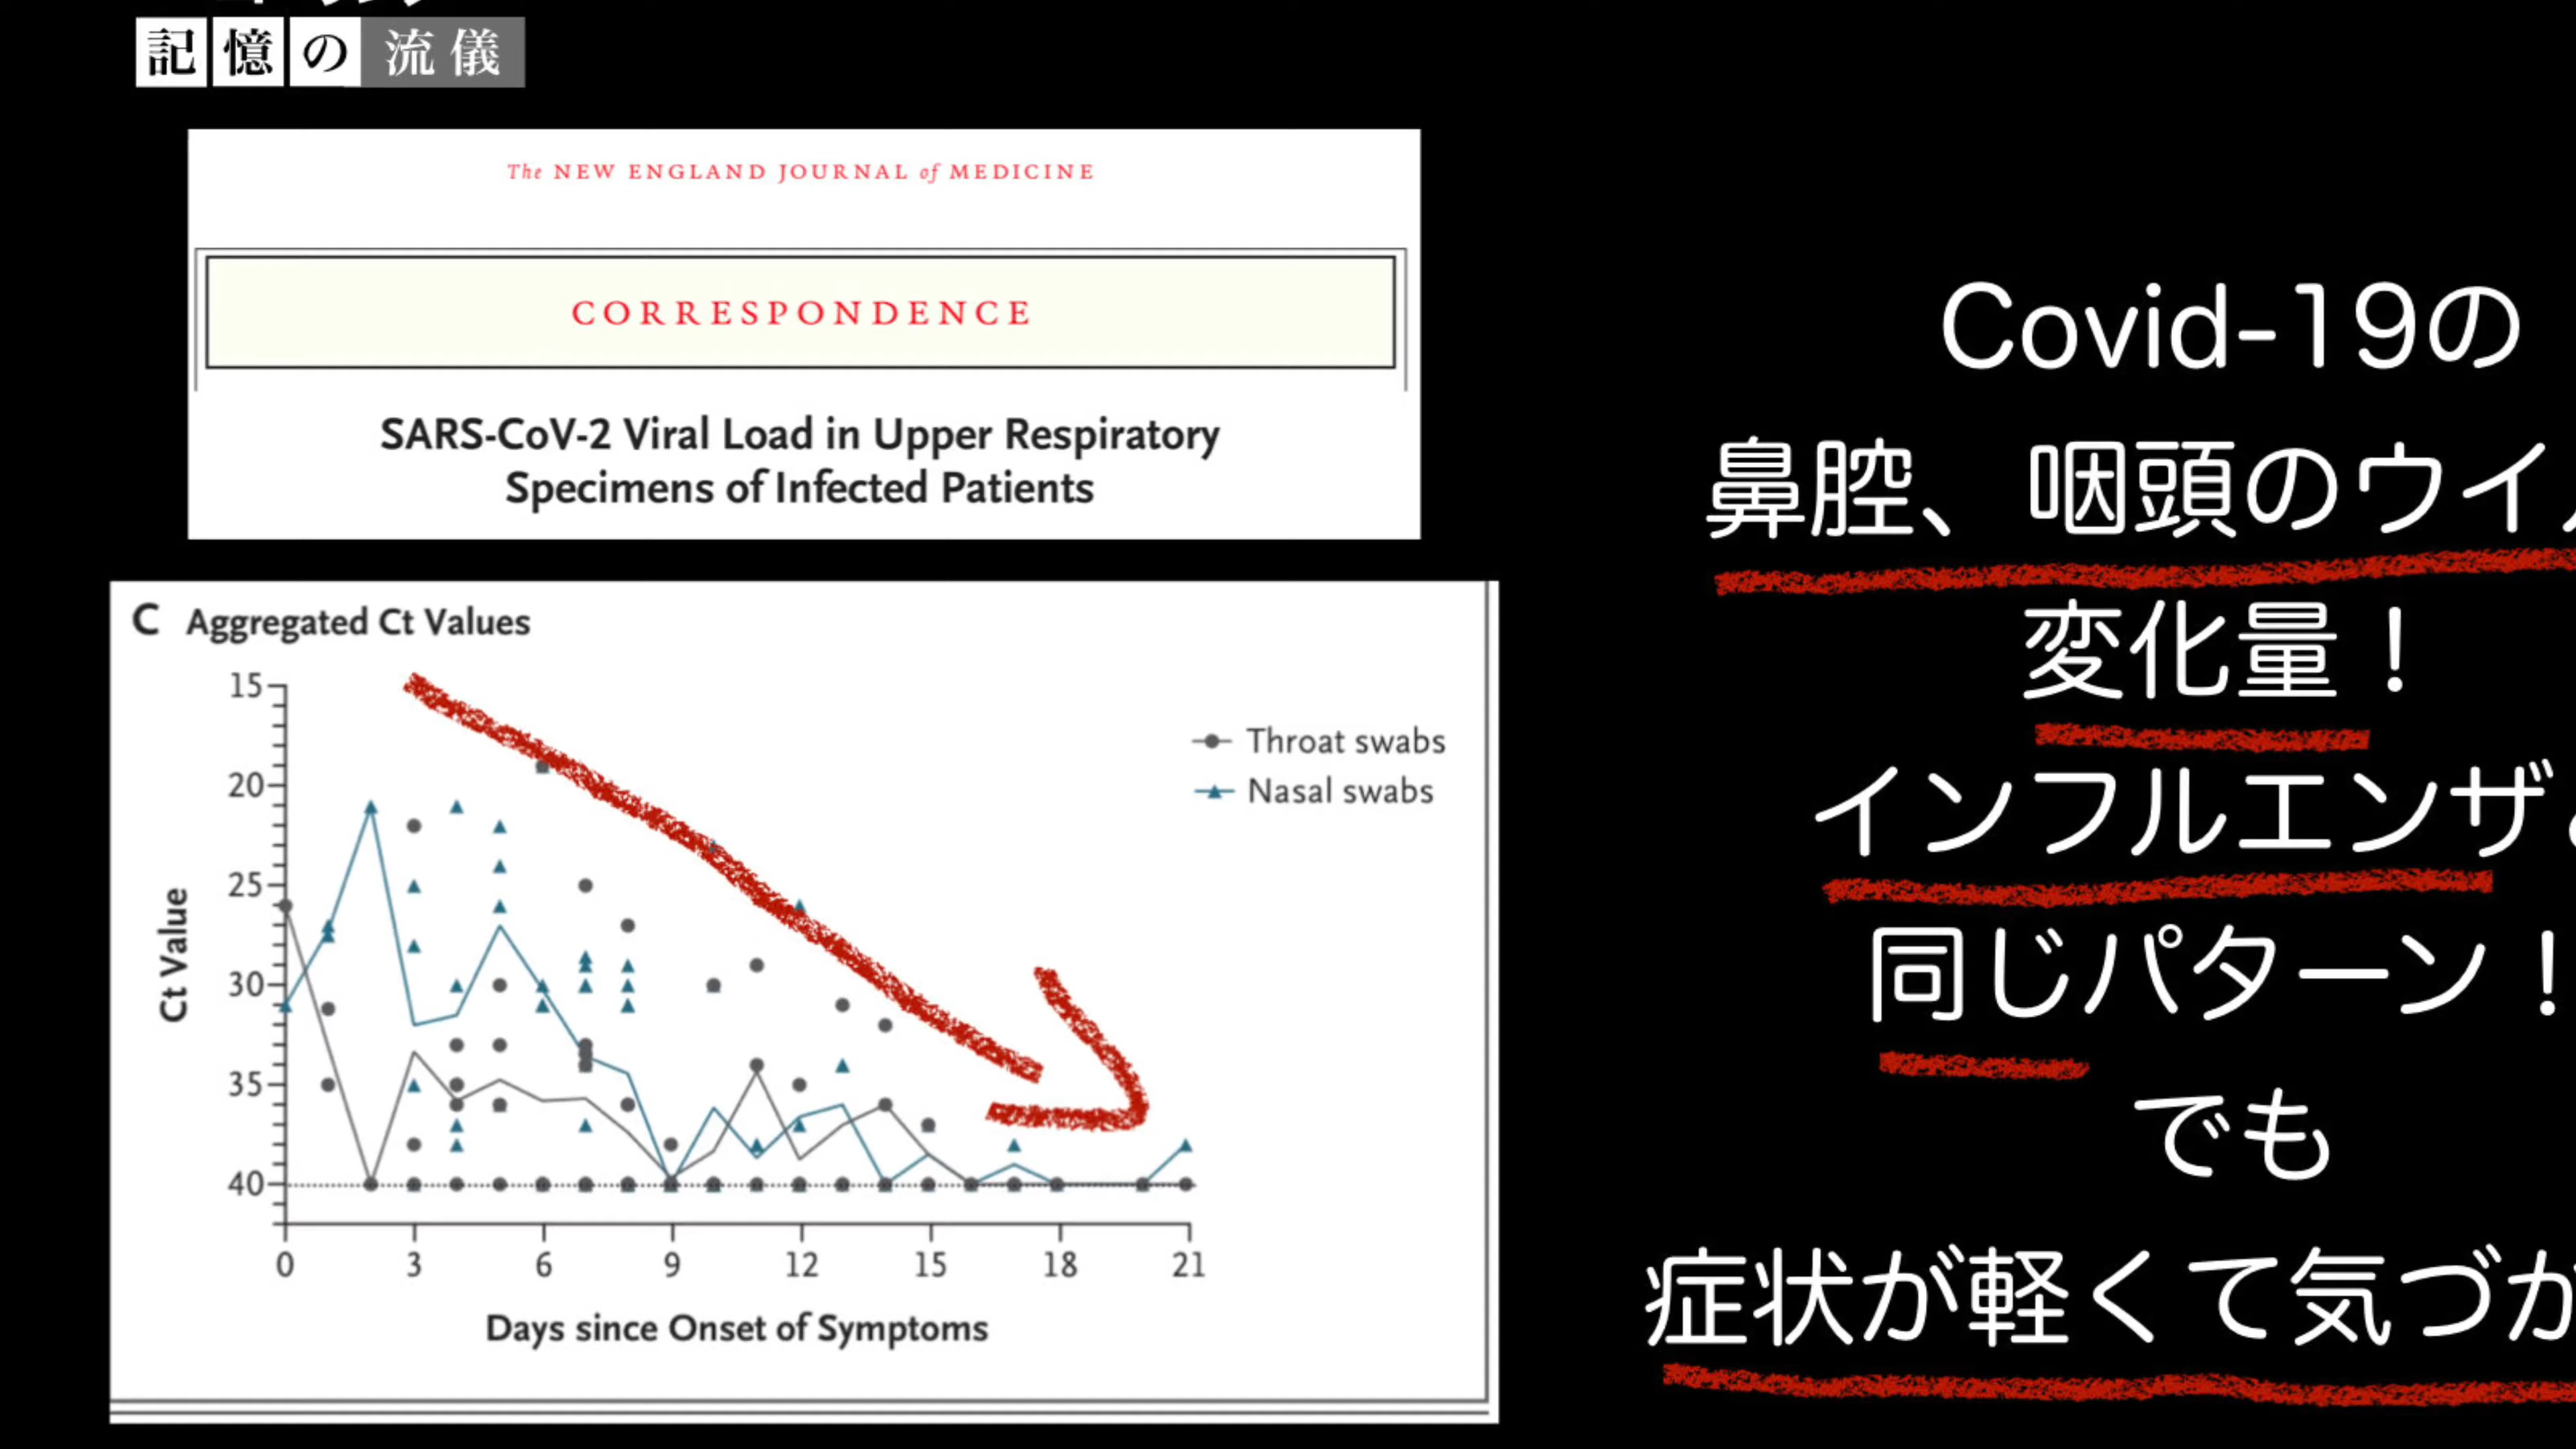 記憶の流儀
The NEW ENGLAND JOURNAL of MEDICINE
CORRESPONDENCE
SARS-CoV-2 Viral Load in Upper Respiratory
Specimens of Infected Patients
C Aggregated Ct Values
15
20
25
30
35
40
Ct Value
Throat swabs
Nasal swabs
0 3 6 9 12 15 18 21
Days since Onset of Symptoms
Covid-19の
鼻腔、咽頭のウイ
変化量！
インフルエンザ
同じパターン！
でも
症状が軽くて気づ